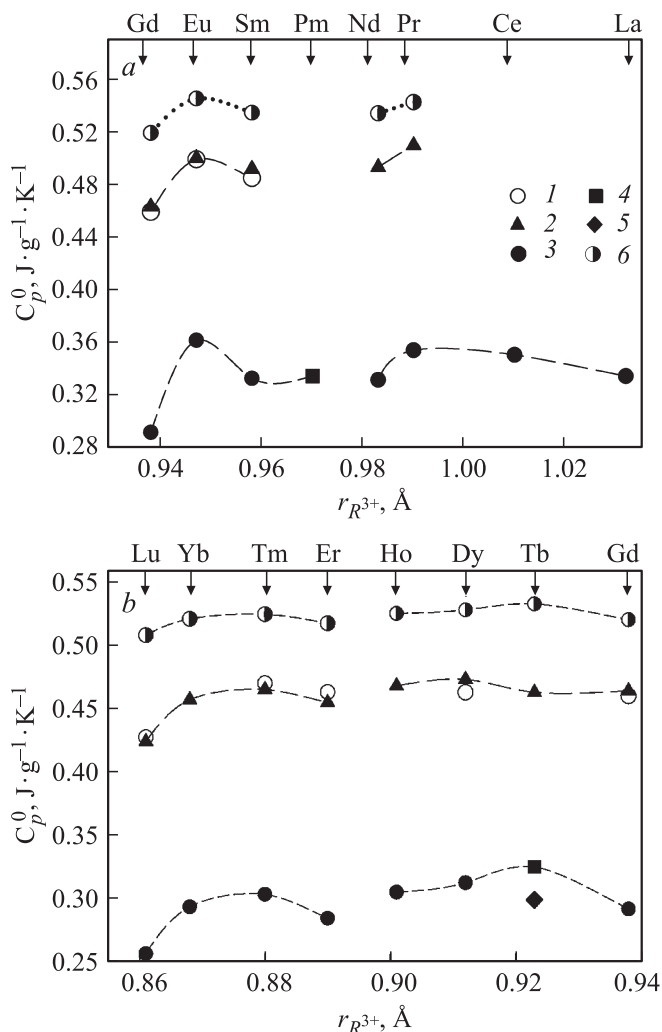 Gd Eu Sm Pm Nd Pr Ce La
a
0.56
0.52
0.48
0.44
0.40
0.36
0.32
0.28
C_p^0, J·g⁻¹·K⁻¹
1 4
2 5
3 6
0.94 0.96 0.98 1.00 1.02
r_{R³⁺}, Å
Lu Yb Tm Er Ho Dy Tb Gd
b
0.55
0.50
0.45
0.40
0.35
0.30
0.25
C_p^0, J·g⁻¹·K⁻¹
0.86 0.88 0.90 0.92 0.94
r_{R³⁺}, Å